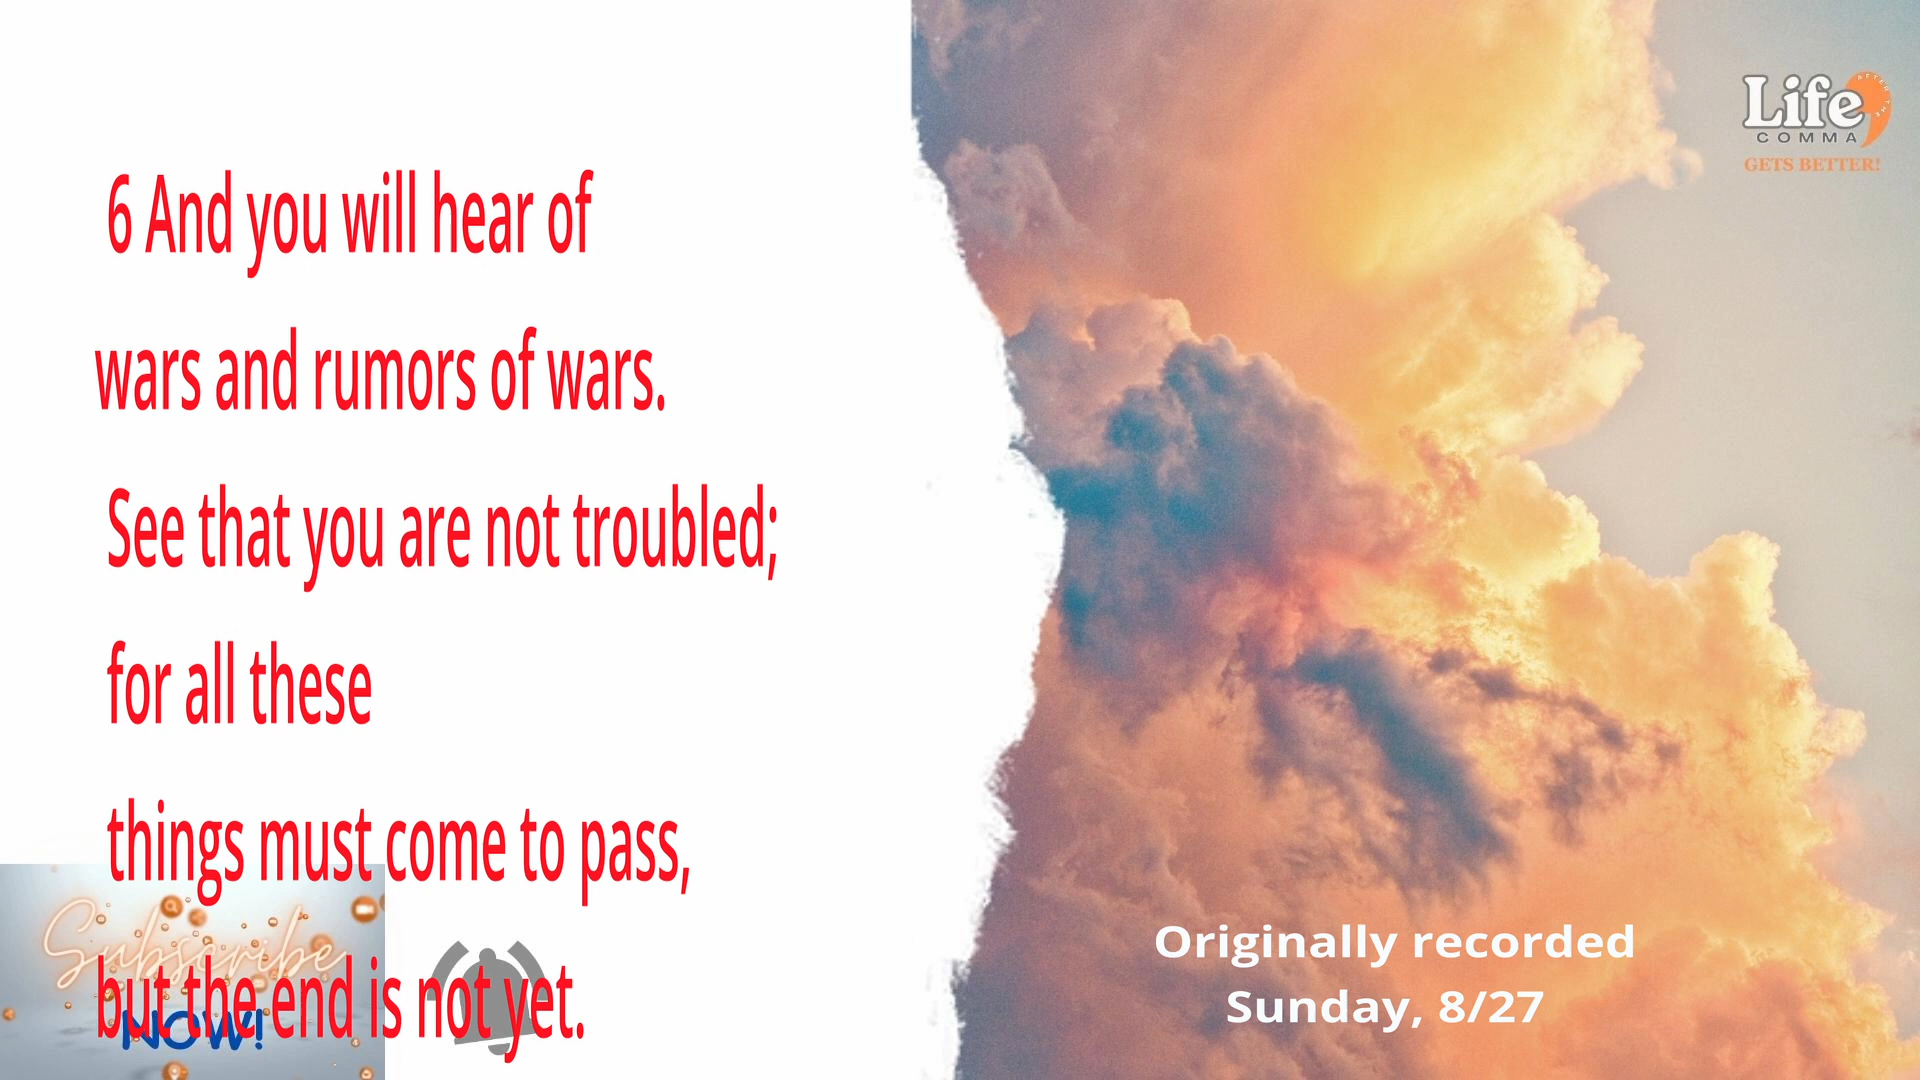 6 And you will hear of
wars and rumors of wars.
See that you are not troubled;
for all these
things must come to pass,
but the end is not yet.
Subscribe
NOW!
Life
AFTER THE
COMMA
GETS BETTER!
Originally recorded
Sunday, 8/27